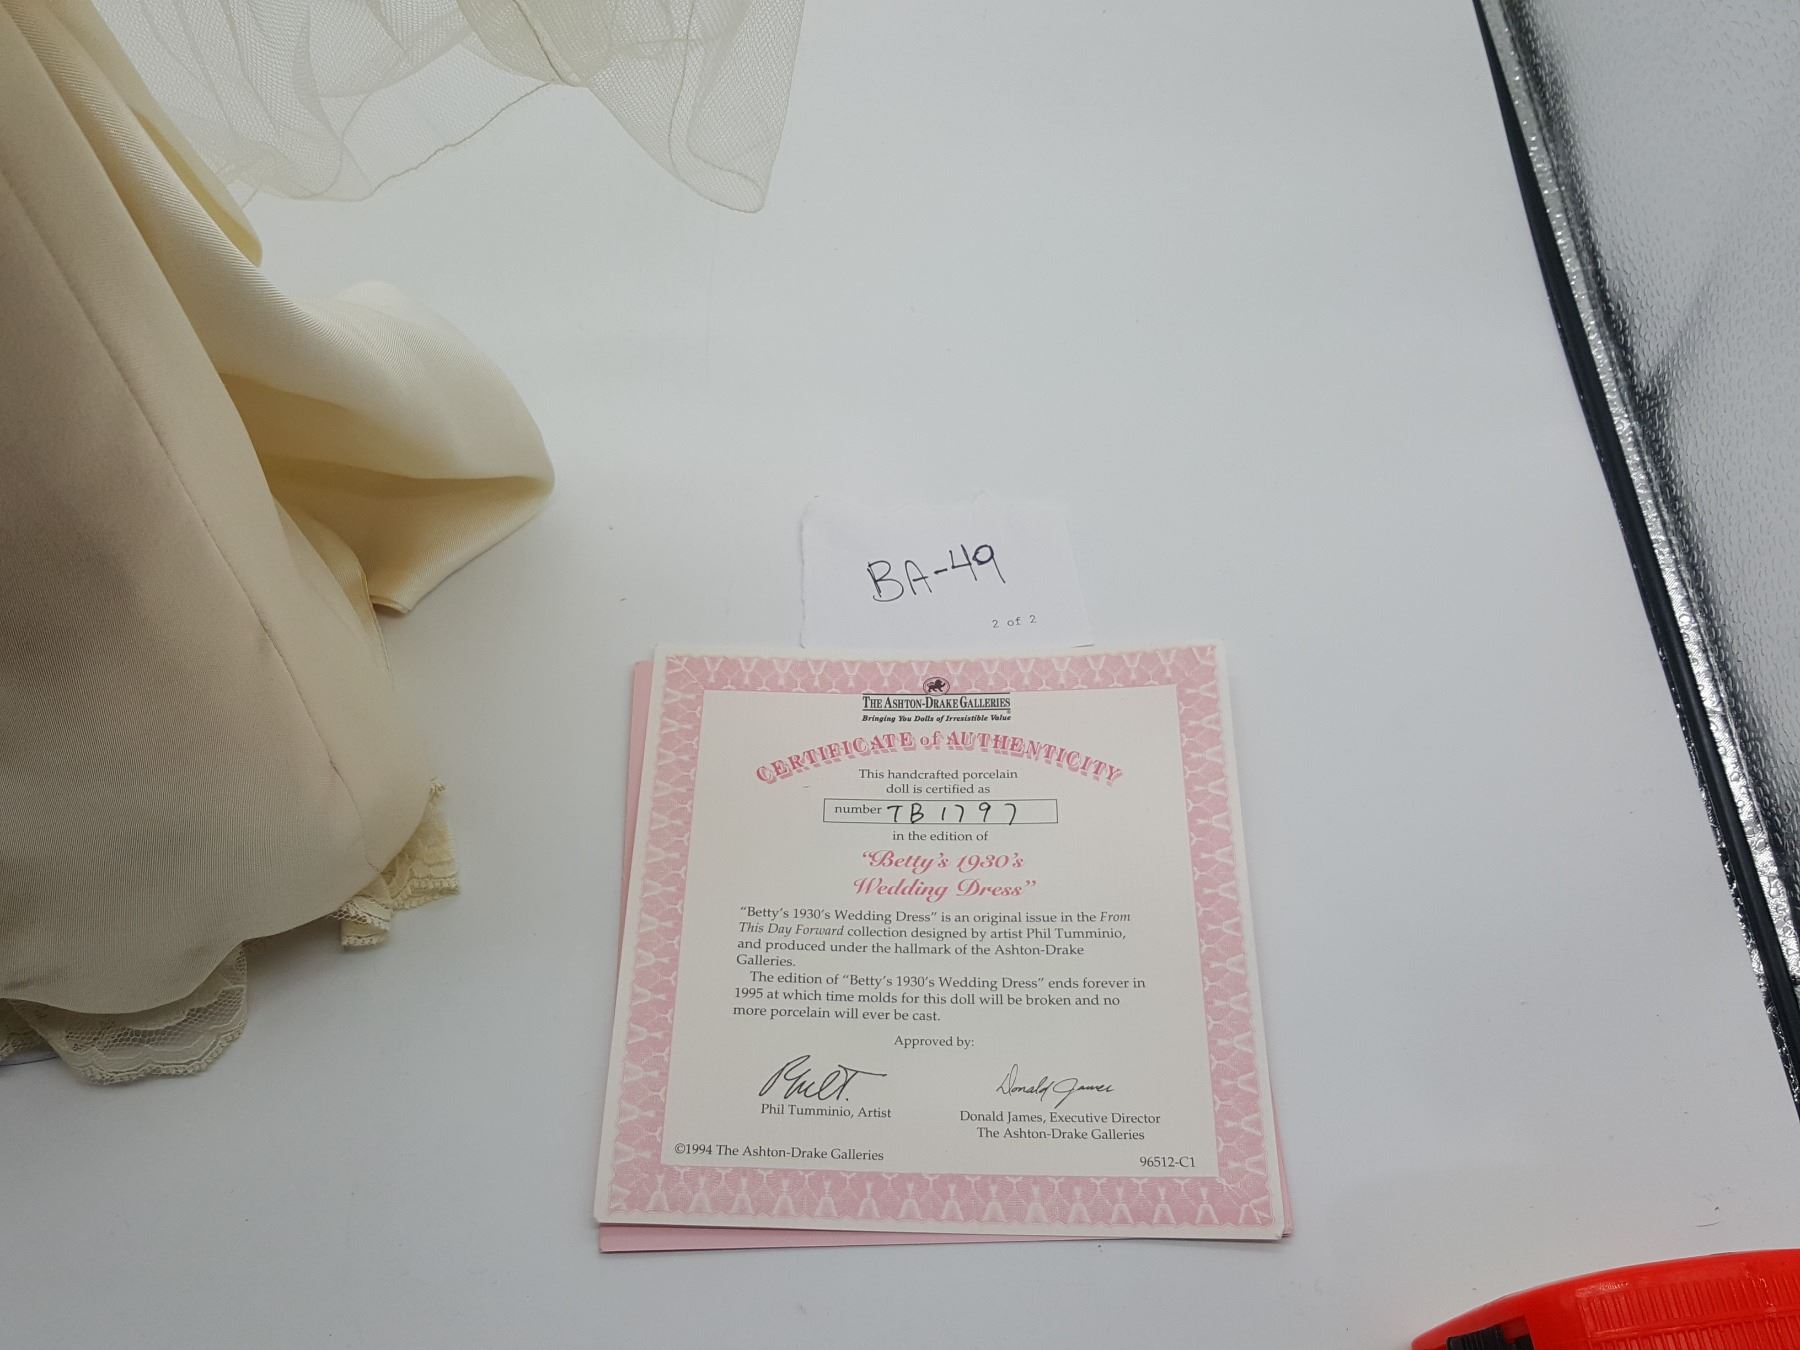 BA-49
2 of 2
THE ASHTON-DRAKE GALLERIES
Bringing You Dolls of Irresistible Value
CERTIFICATE of AUTHENTICITY
This handcrafted porcelain
doll is certified as
number TB1797
in the edition of
"Betty's 1930's
Wedding Dress"
"Betty's 1930's Wedding Dress" is an original issue in the From
This Day Forward collection designed by artist Phil Tumminio,
and produced under the hallmark of the Ashton-Drake
Galleries.
The edition of "Betty's 1930's Wedding Dress" ends forever in
1995 at which time molds for this doll will be broken and no
more porcelain will ever be cast.
Approved by:
Phil T. Donald James
Phil Tumminio, Artist
Donald James, Executive Director
The Ashton-Drake Galleries
©1994 The Ashton-Drake Galleries
96512-C1